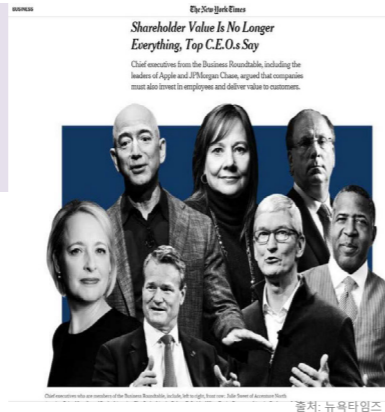 BUSINESS
The New York Times
Shareholder Value Is No Longer
Everything, Top C.E.O.s Say
Chief executives from the Business Roundtable, including the
leaders of Apple and JPMorgan Chase, argued that companies
must also invest in employees and deliver value to customers.
Chief executives who are members of the Business Roundtable, include, left to right, front row: Julie Sweet of Accenture North
출처: 뉴욕타임즈